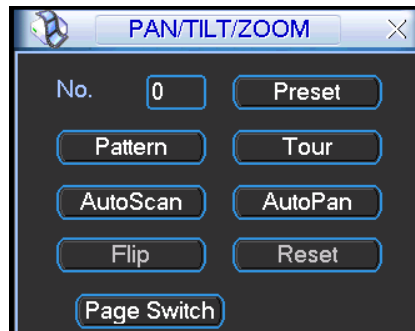 PAN/TILT/ZOOM
No. 0 Preset
Pattern Tour
AutoScan AutoPan
Flip Reset
Page Switch